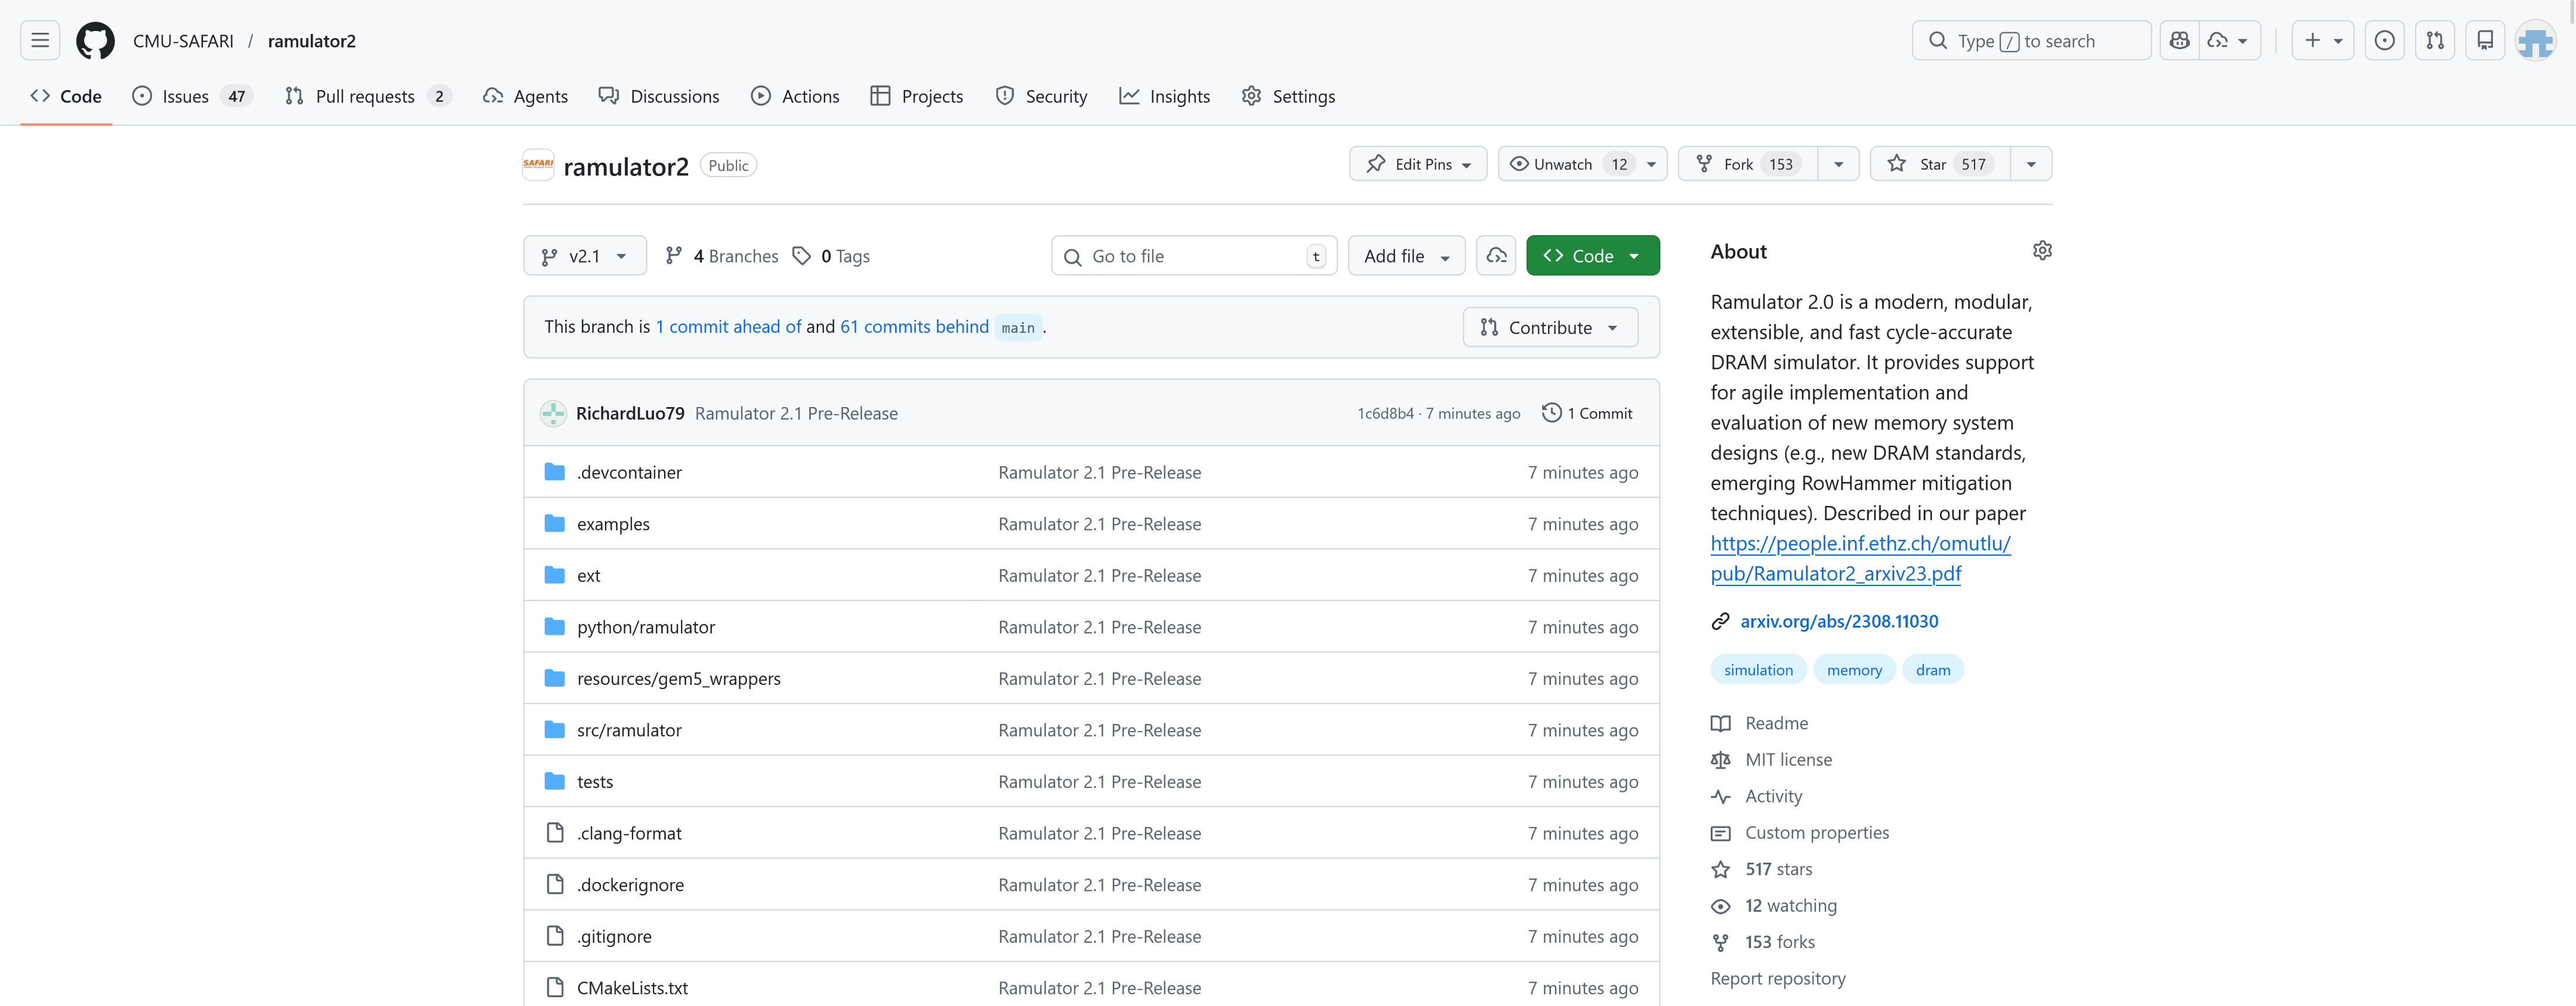 CMU-SAFARI / ramulator2
Type / to search
Code
Issues 47
Pull requests 2
Agents
Discussions
Actions
Projects
Security
Insights
Settings
SAFARI
ramulator2 Public
Edit Pins
Unwatch 12
Fork 153
Star 517
v2.1
4 Branches
0 Tags
Go to file t
Add file
Code
This branch is 1 commit ahead of and 61 commits behind main .
Contribute
RichardLuo79 Ramulator 2.1 Pre-Release 1c6d8b4 · 7 minutes ago 1 Commit
.devcontainer Ramulator 2.1 Pre-Release 7 minutes ago
examples Ramulator 2.1 Pre-Release 7 minutes ago
ext Ramulator 2.1 Pre-Release 7 minutes ago
python/ramulator Ramulator 2.1 Pre-Release 7 minutes ago
resources/gem5_wrappers Ramulator 2.1 Pre-Release 7 minutes ago
src/ramulator Ramulator 2.1 Pre-Release 7 minutes ago
tests Ramulator 2.1 Pre-Release 7 minutes ago
.clang-format Ramulator 2.1 Pre-Release 7 minutes ago
.dockerignore Ramulator 2.1 Pre-Release 7 minutes ago
.gitignore Ramulator 2.1 Pre-Release 7 minutes ago
CMakeLists.txt Ramulator 2.1 Pre-Release 7 minutes ago
About
Ramulator 2.0 is a modern, modular,
extensible, and fast cycle-accurate
DRAM simulator. It provides support
for agile implementation and
evaluation of new memory system
designs (e.g., new DRAM standards,
emerging RowHammer mitigation
techniques). Described in our paper
https://people.inf.ethz.ch/omutlu/
pub/Ramulator2_arxiv23.pdf
arxiv.org/abs/2308.11030
simulation memory dram
Readme
MIT license
Activity
Custom properties
517 stars
12 watching
153 forks
Report repository